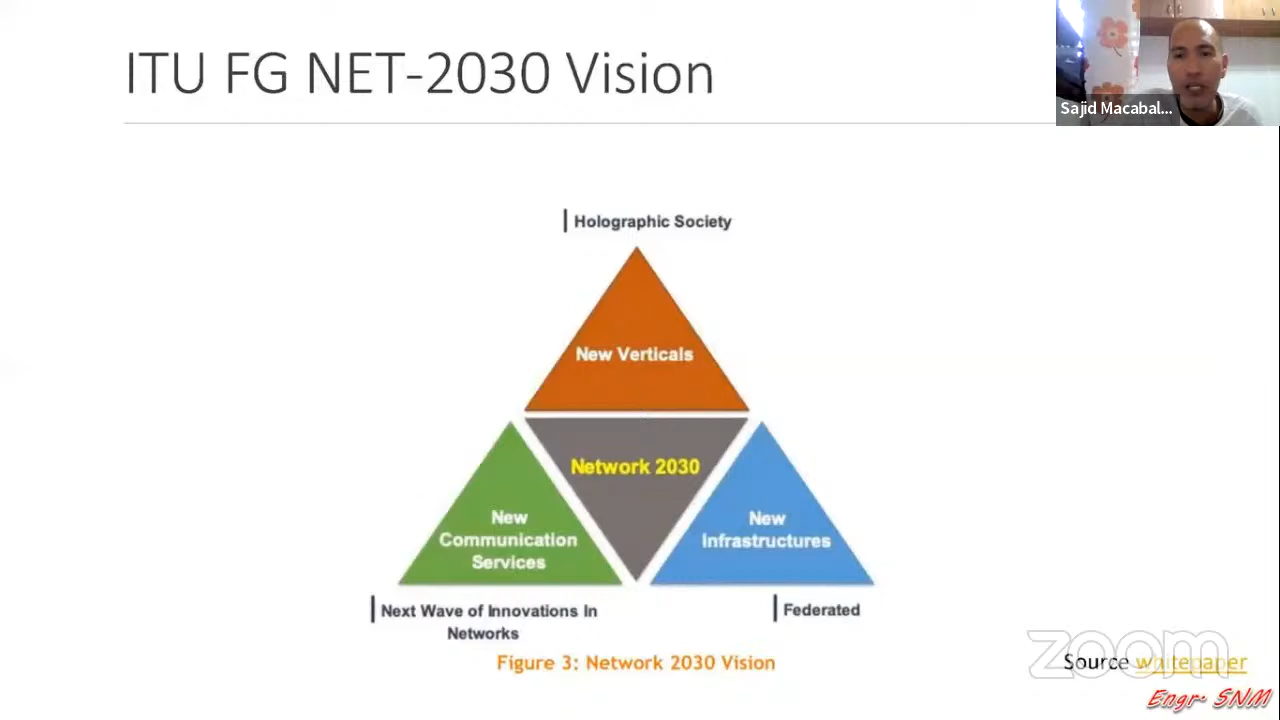 ITU FG NET-2030 Vision
Sajid Macabal...
Holographic Society
New Verticals
Network 2030
New
Communication
Services
New
Infrastructures
Next Wave of Innovations In
Networks
Federated
Figure 3: Network 2030 Vision
zoom
Source whitepaper
Engr. SNM